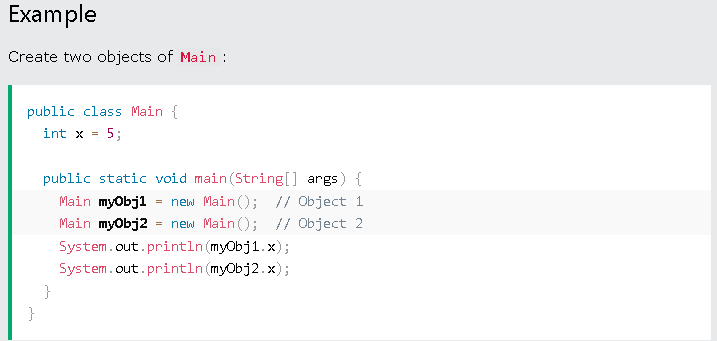 Example
Create two objects of Main :
public class Main {
  int x = 5;

  public static void main(String[] args) {
    Main myObj1 = new Main();  // Object 1
    Main myObj2 = new Main();  // Object 2
    System.out.println(myObj1.x);
    System.out.println(myObj2.x);
  }
}